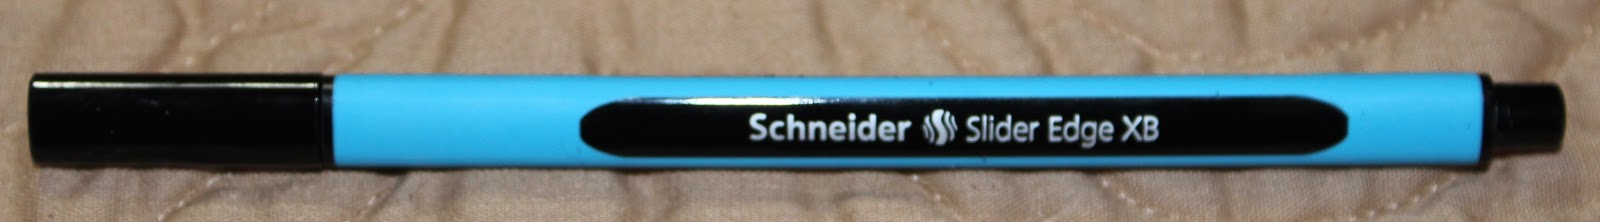 Schneider Slider Edge XB